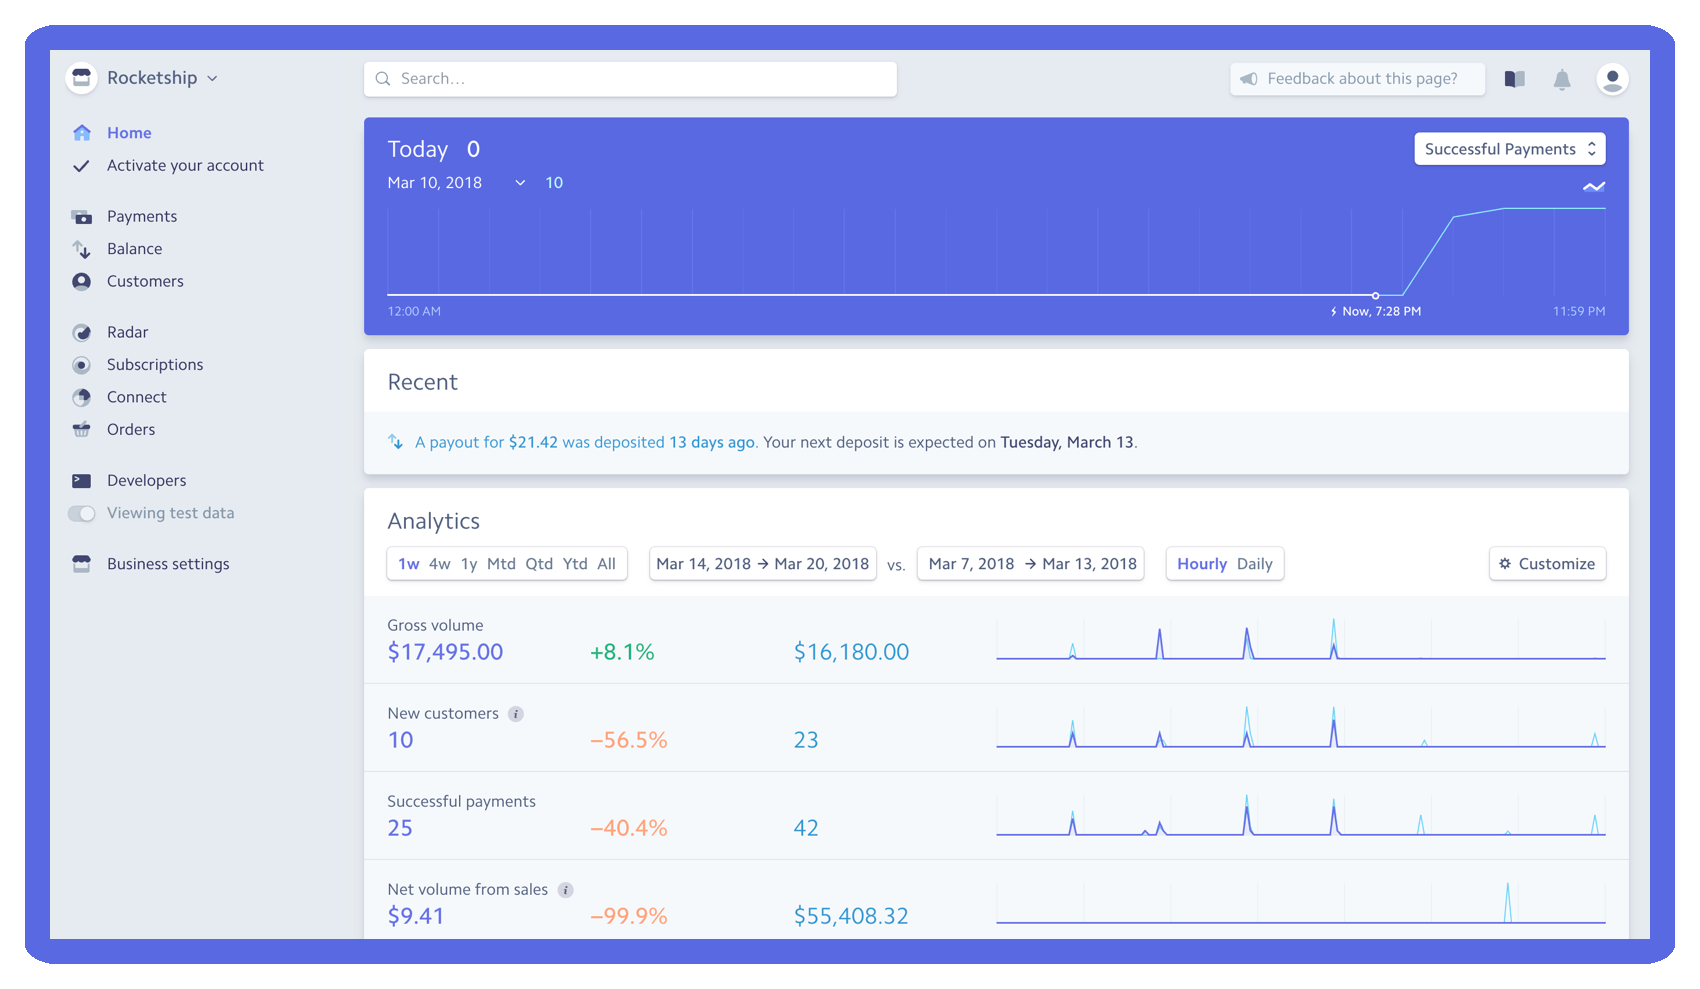 Rocketship
Search...
Feedback about this page?
Home
Activate your account
Payments
Balance
Customers
Radar
Subscriptions
Connect
Orders
Developers
Viewing test data
Business settings
Today 0
Successful Payments
Mar 10, 2018 10
12:00 AM
Now, 7:28 PM
11:59 PM
Recent
A payout for $21.42 was deposited 13 days ago. Your next deposit is expected on Tuesday, March 13.
Analytics
1w 4w 1y Mtd Qtd Ytd All
Mar 14, 2018 → Mar 20, 2018 vs. Mar 7, 2018 → Mar 13, 2018
Hourly Daily
Customize
Gross volume
$17,495.00 +8.1% $16,180.00
New customers i
10 –56.5% 23
Successful payments
25 –40.4% 42
Net volume from sales i
$9.41 –99.9% $55,408.32